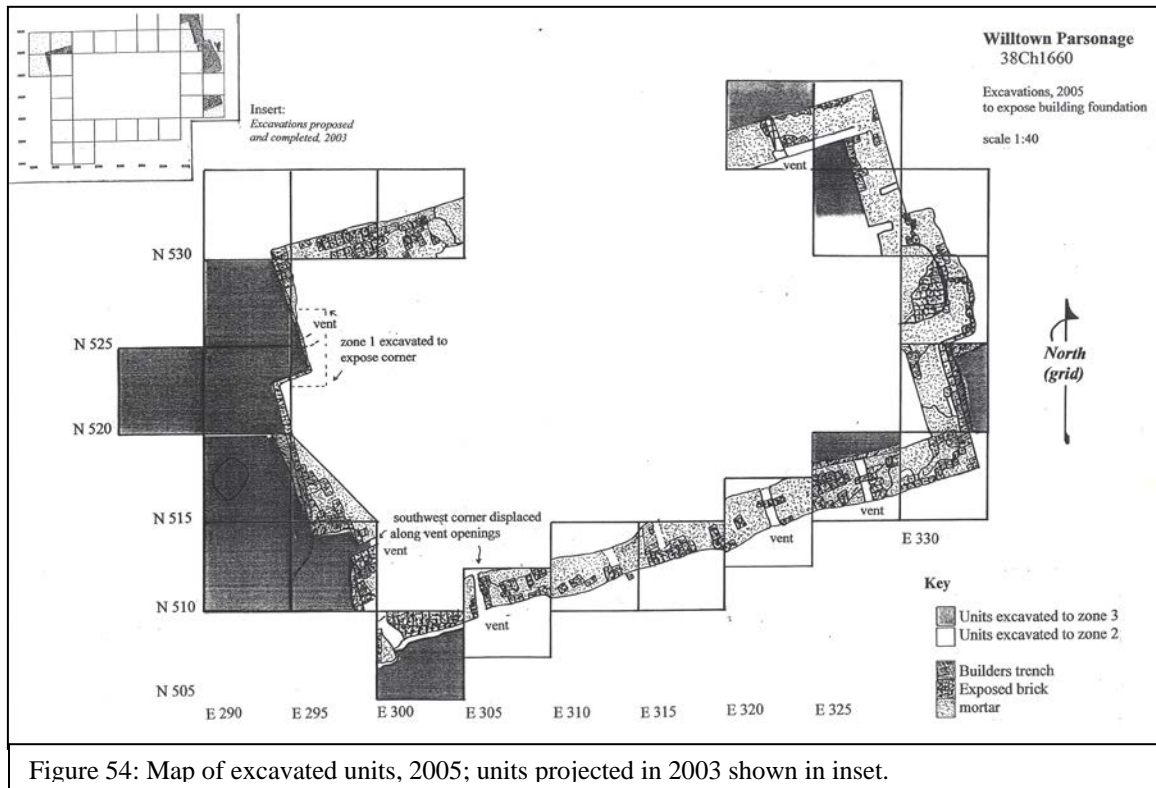 Willtown Parsonage
38Ch1660
Excavations, 2005
to expose building foundation
scale 1:40
Insert:
Excavations proposed
and completed, 2003
vent
N 530
vent
N 525
zone 1 excavated to
expose corner
North
(grid)
N 520
N 515
southwest corner displaced
along vent openings
vent
vent
vent
E 330
N 510
vent
Key
Units excavated to zone 3
Units excavated to zone 2
Builders trench
Exposed brick
mortar
N 505
E 290
E 295
E 300
E 305
E 310
E 315
E 320
E 325
Figure 54: Map of excavated units, 2005; units projected in 2003 shown in inset.